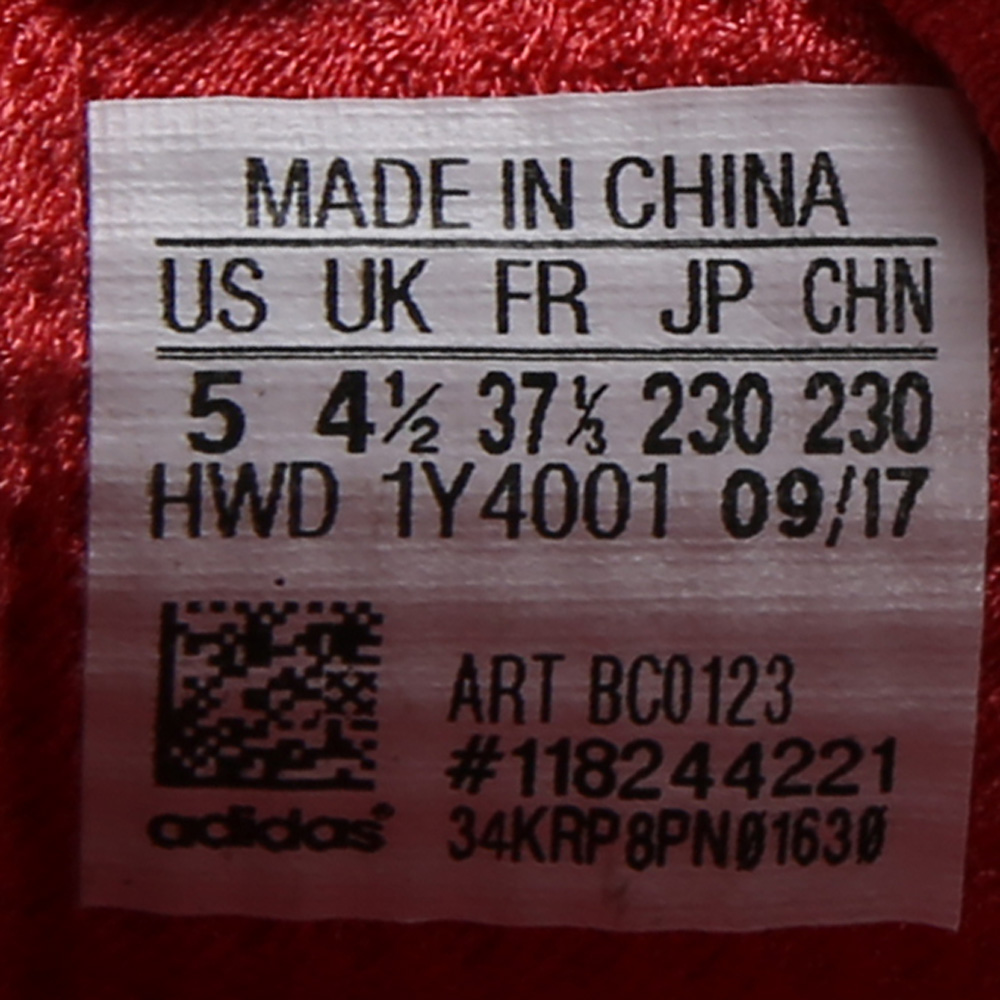 MADE IN CHINA
US UK FR JP CHN
5 4½ 37⅓ 230 230
HWD 1Y4001 09/17
ART BC0123
#118244221
adidas®
34KRP8PN01630